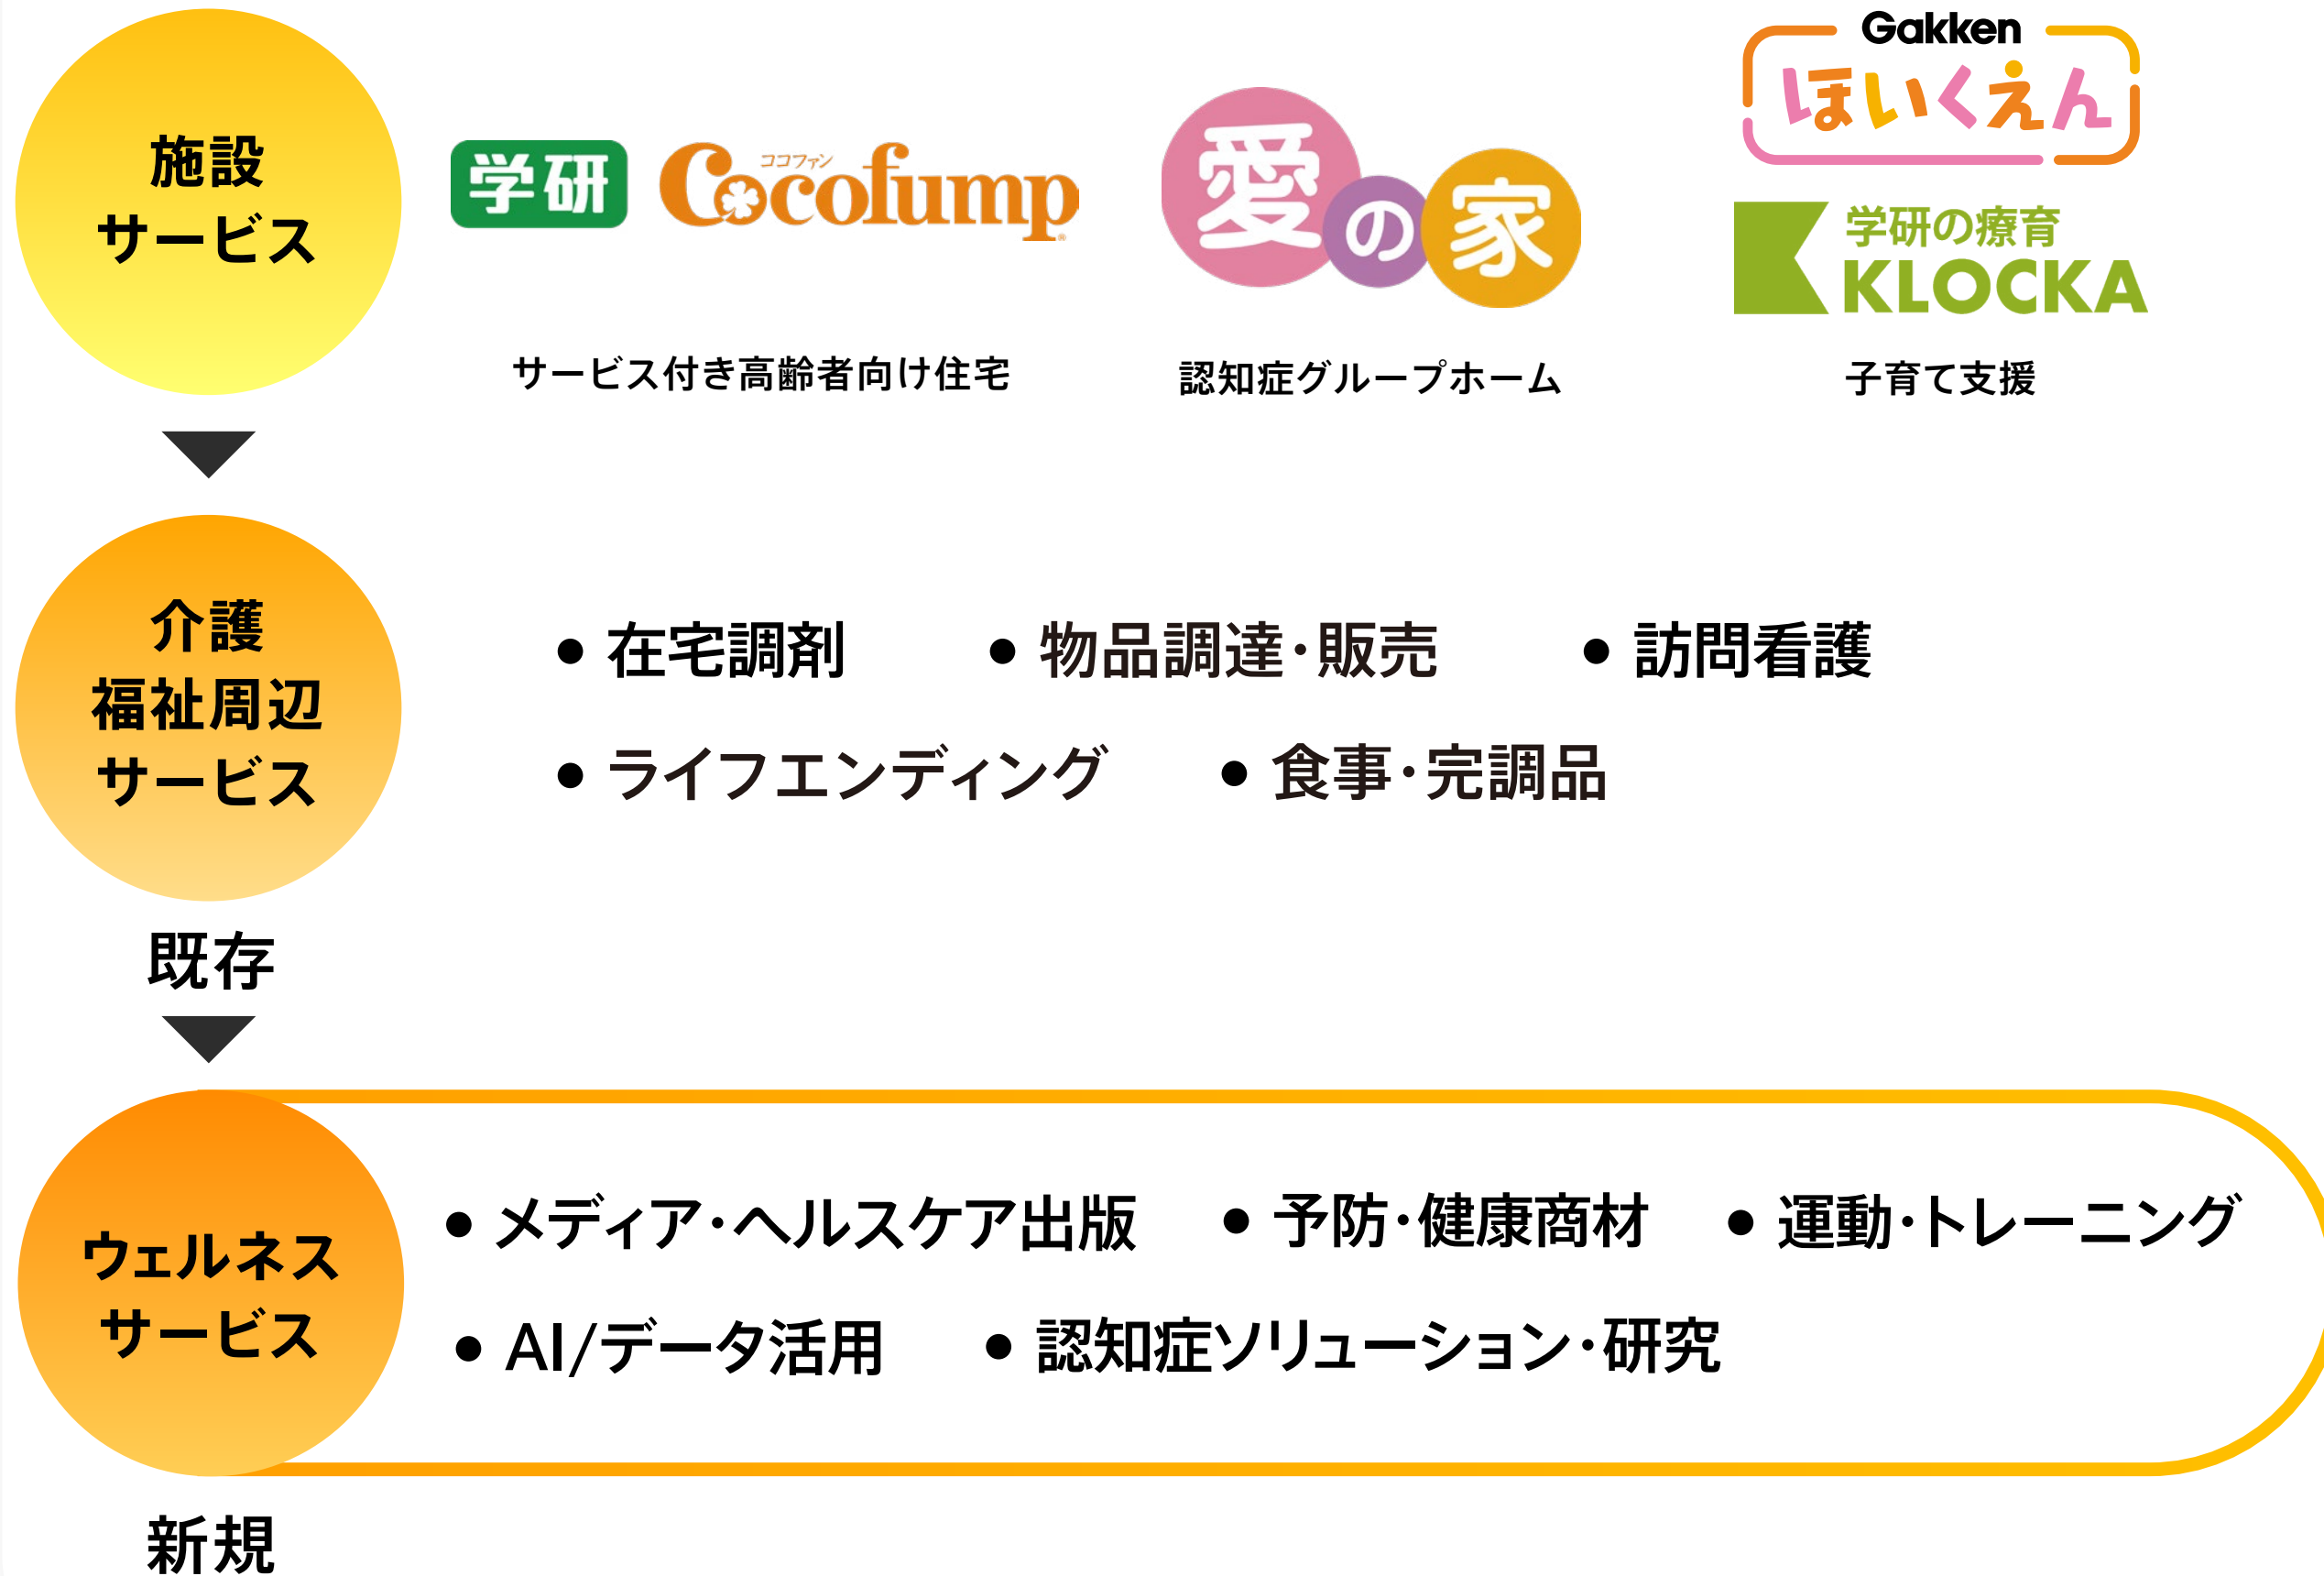 施設
サービス
学研 ココファン Cocofump ®
サービス付き高齢者向け住宅
愛の家
認知症グループホーム
Gakken
ほいくえん
学研の療育
KLOCKA
子育て支援
介護
福祉周辺
サービス
● 在宅調剤 ● 物品調達・販売 ● 訪問看護
● ライフエンディング ● 食事・完調品
既存
ウェルネス
サービス
● メディア・ヘルスケア出版 ● 予防・健康商材 ● 運動・トレーニング
● AI/データ活用 ● 認知症ソリューション・研究
新規